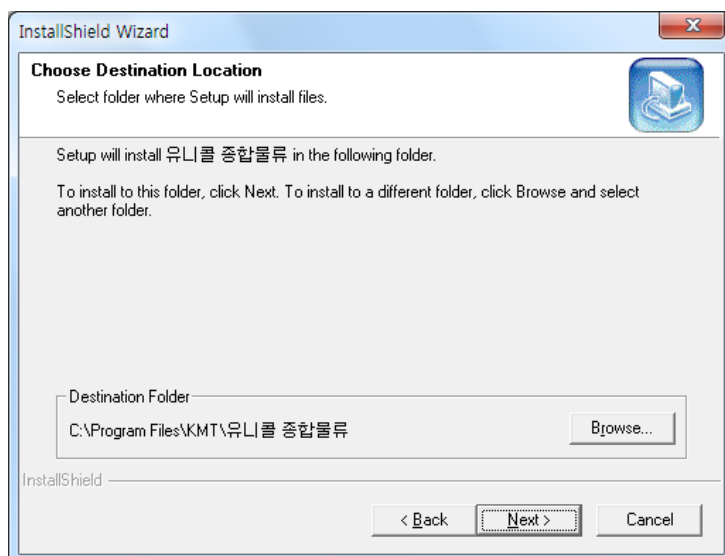 InstallShield Wizard
Choose Destination Location
Select folder where Setup will install files.
Setup will install 유니콜 종합물류 in the following folder.
To install to this folder, click Next. To install to a different folder, click Browse and select
another folder.
Destination Folder
C:\Program Files\KMT\유니콜 종합물류
Browse...
InstallShield
< Back
Next >
Cancel